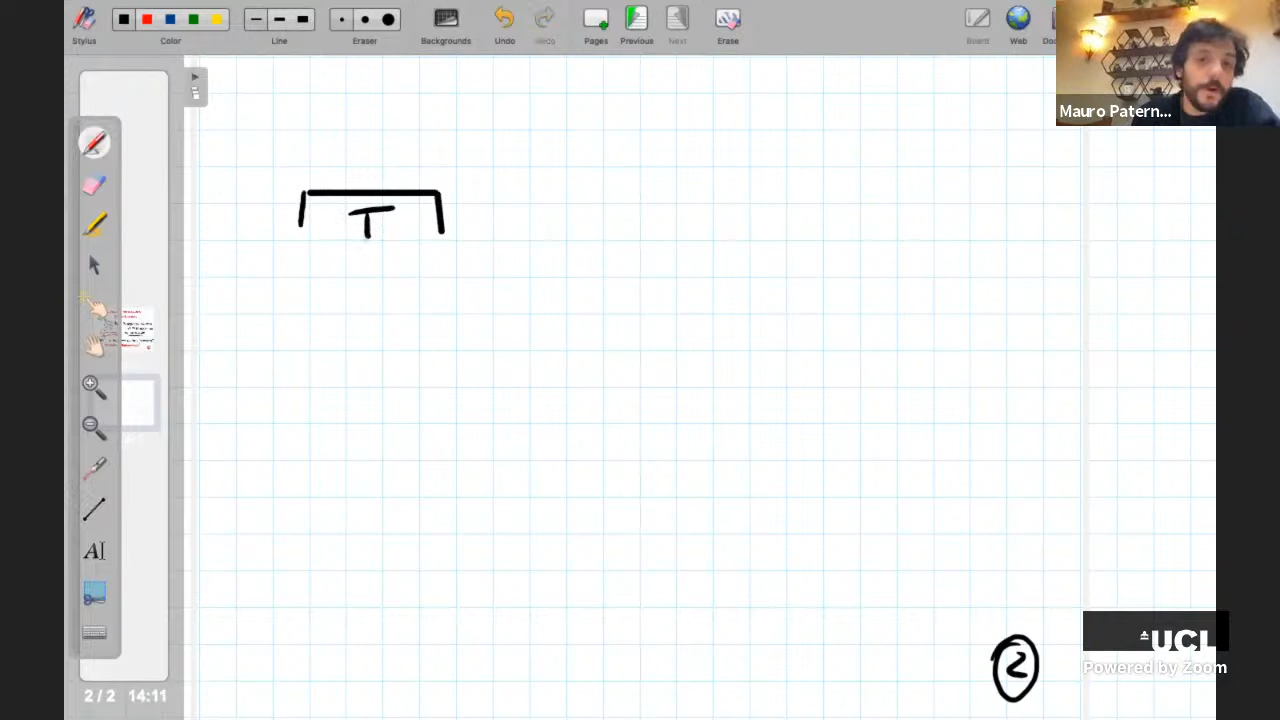 Stylus
Color
Line
Eraser
Backgrounds
Undo
Redo
Pages
Previous
Next
Erase
Board
Web
Mauro Patern...
T
A
2
UCL
Powered by Zoom
2 / 2 14:11